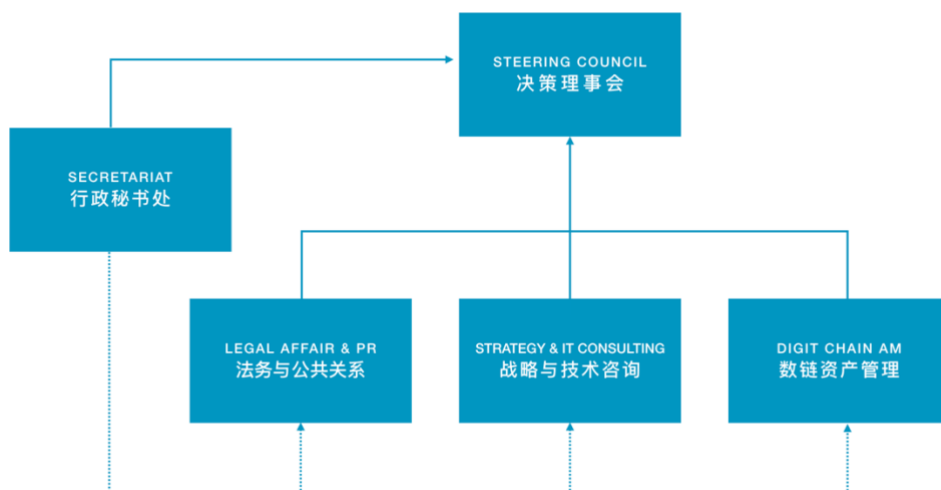 STEERING COUNCIL
决策理事会
SECRETARIAT
行政秘书处
LEGAL AFFAIR & PR
法务与公共关系
STRATEGY & IT CONSULTING
战略与技术咨询
DIGIT CHAIN AM
数链资产管理